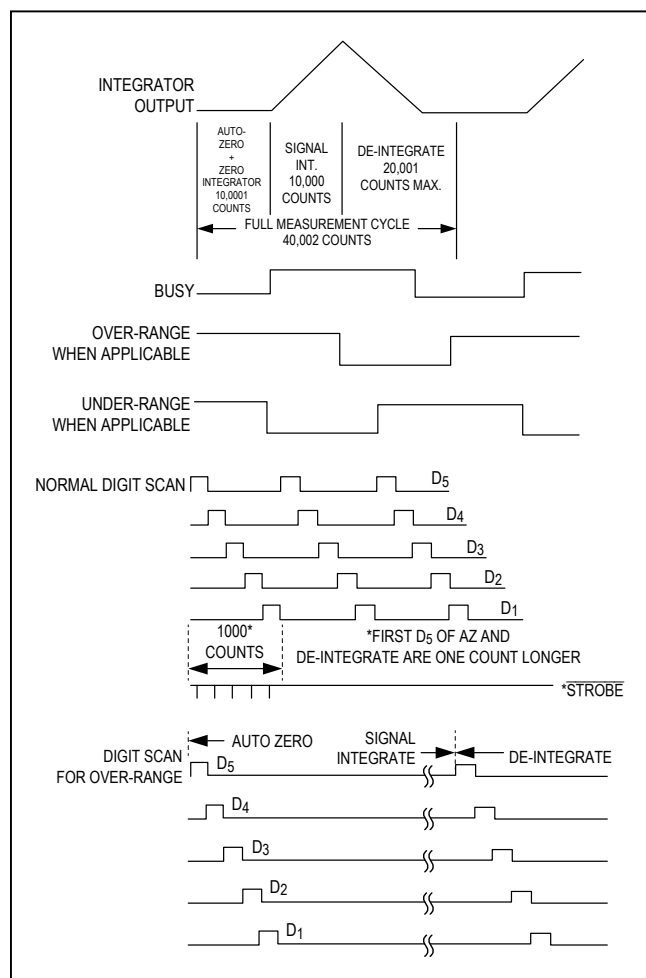 INTEGRATOR
OUTPUT
AUTO-
ZERO
+
ZERO
INTEGRATOR
10,0001
COUNTS
SIGNAL
INT.
10,000
COUNTS
DE-INTEGRATE
20,001
COUNTS MAX.
FULL MEASUREMENT CYCLE
40,002 COUNTS
BUSY
OVER-RANGE
WHEN APPLICABLE
UNDER-RANGE
WHEN APPLICABLE
NORMAL DIGIT SCAN
D5
D4
D3
D2
D1
1000*
COUNTS
*FIRST D5 OF AZ AND
DE-INTEGRATE ARE ONE COUNT LONGER
*STROBE
DIGIT SCAN
FOR OVER-RANGE
AUTO ZERO
SIGNAL
INTEGRATE
DE-INTEGRATE
D5
D4
D3
D2
D1